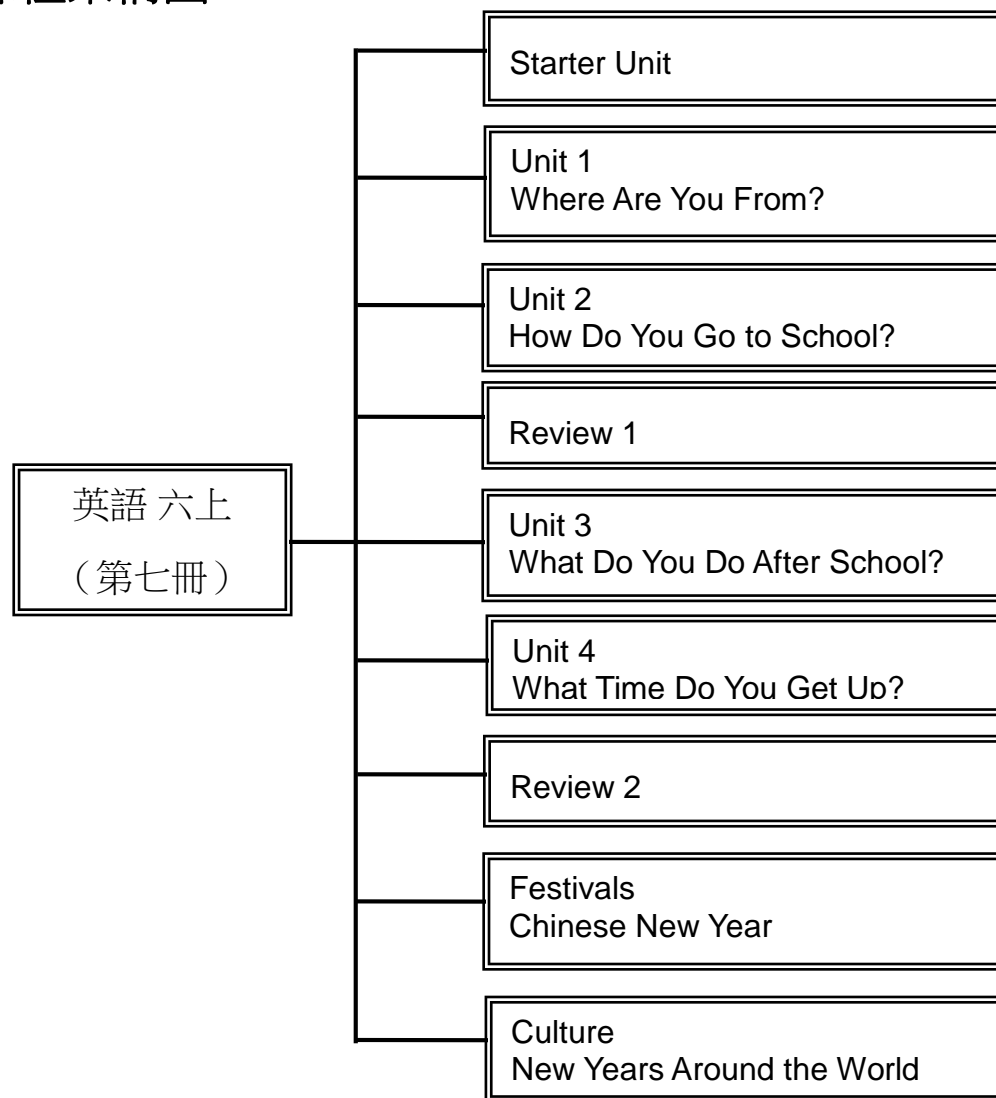 Starter Unit
Unit 1
Where Are You From?
Unit 2
How Do You Go to School?
Review 1
英語 六上
（第七冊）
Unit 3
What Do You Do After School?
Unit 4
What Time Do You Get Up?
Review 2
Festivals
Chinese New Year
Culture
New Years Around the World